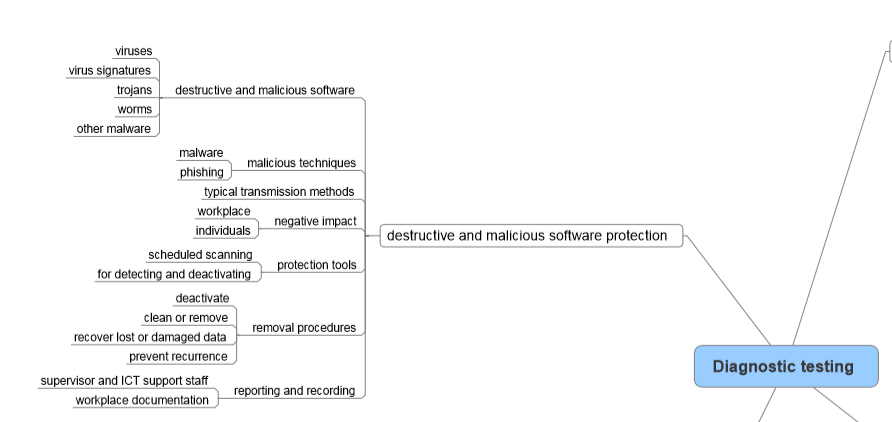 viruses
virus signatures
trojans
worms
other malware
destructive and malicious software
malware
phishing
malicious techniques
typical transmission methods
workplace
individuals
negative impact
scheduled scanning
for detecting and deactivating
protection tools
deactivate
clean or remove
recover lost or damaged data
prevent recurrence
removal procedures
supervisor and ICT support staff
workplace documentation
reporting and recording
destructive and malicious software protection
Diagnostic testing